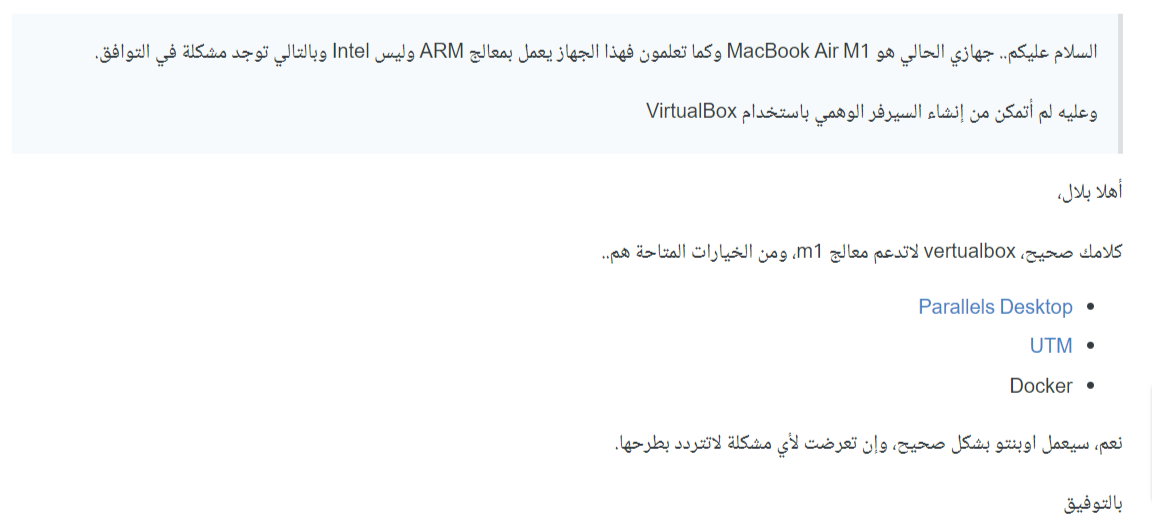 السلام عليكم.. جهازي الحالي هو MacBook Air M1 وكما تعلمون فهذا الجهاز يعمل بمعالج ARM وليس Intel وبالتالي توجد مشكلة في التوافق.
وعليه لم أتمكن من إنشاء السيرفر الوهمي باستخدام VirtualBox
أهلا بلال،
كلامك صحيح، vertualbox لاتدعم معالج m1، ومن الخيارات المتاحة هم..
• Parallels Desktop
• UTM
• Docker
نعم، سيعمل اوبنتو بشكل صحيح، وإن تعرضت لأي مشكلة لاتتردد بطرحها.
بالتوفيق